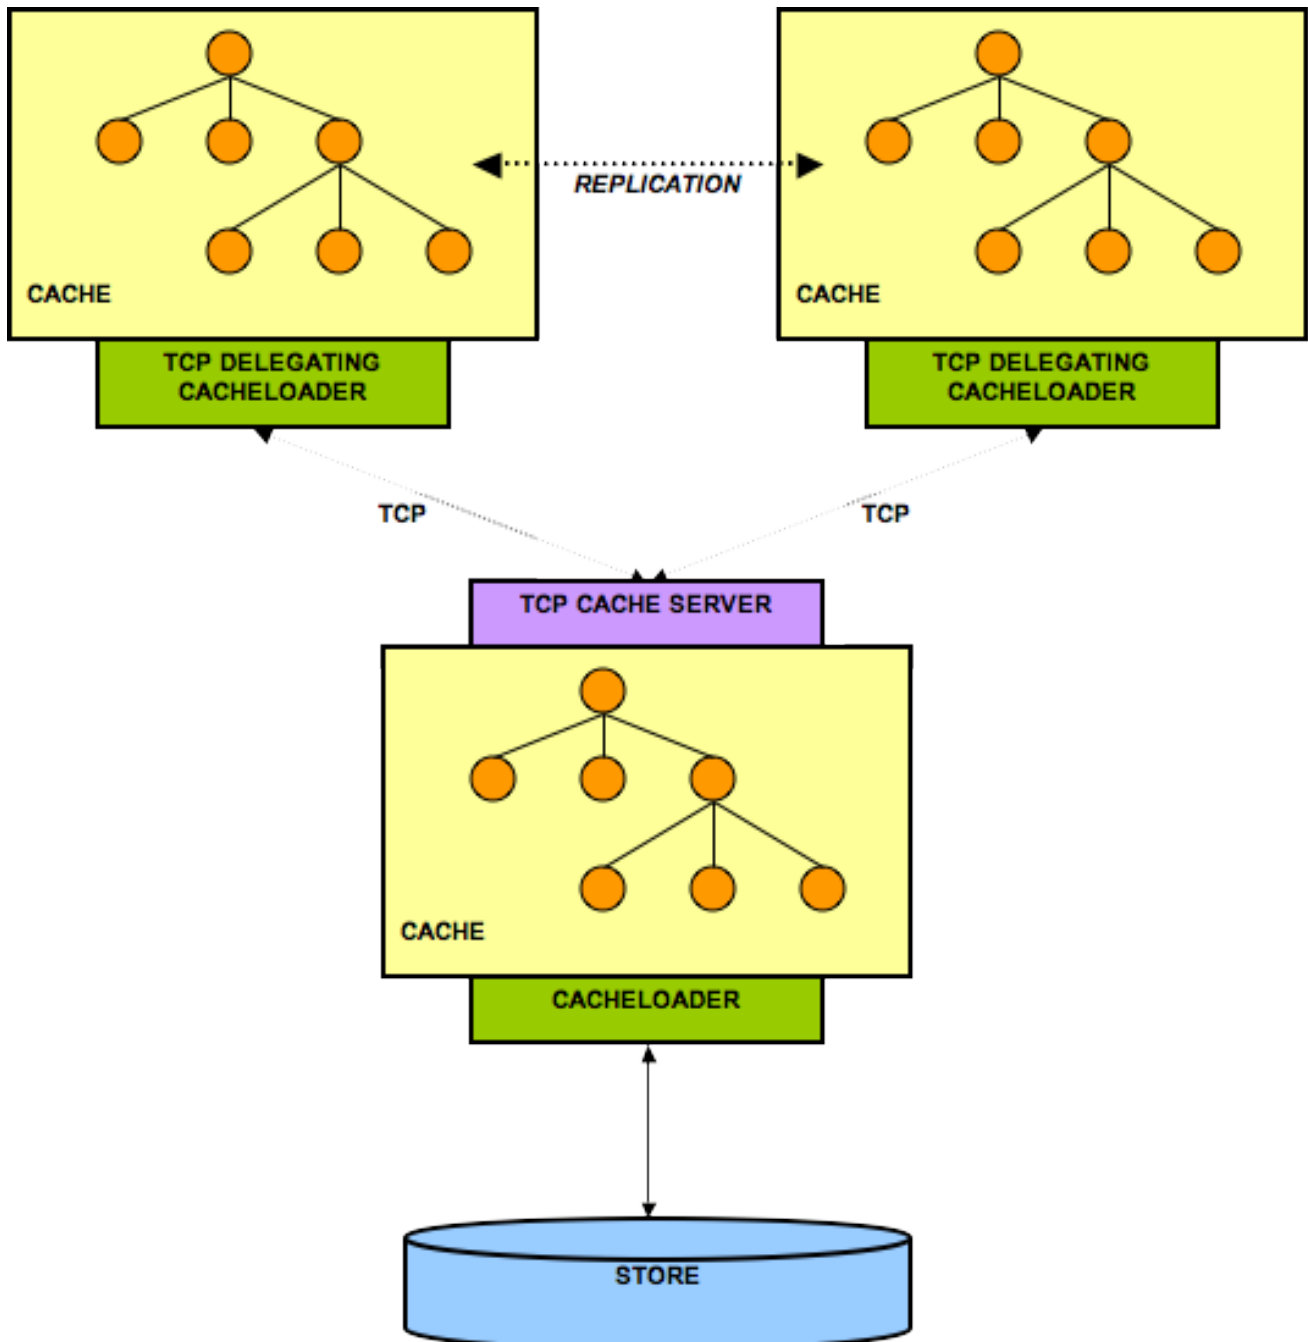 REPLICATION
CACHE
CACHE
TCP DELEGATING
CACHELOADER
TCP DELEGATING
CACHELOADER
TCP
TCP
TCP CACHE SERVER
CACHE
CACHELOADER
STORE